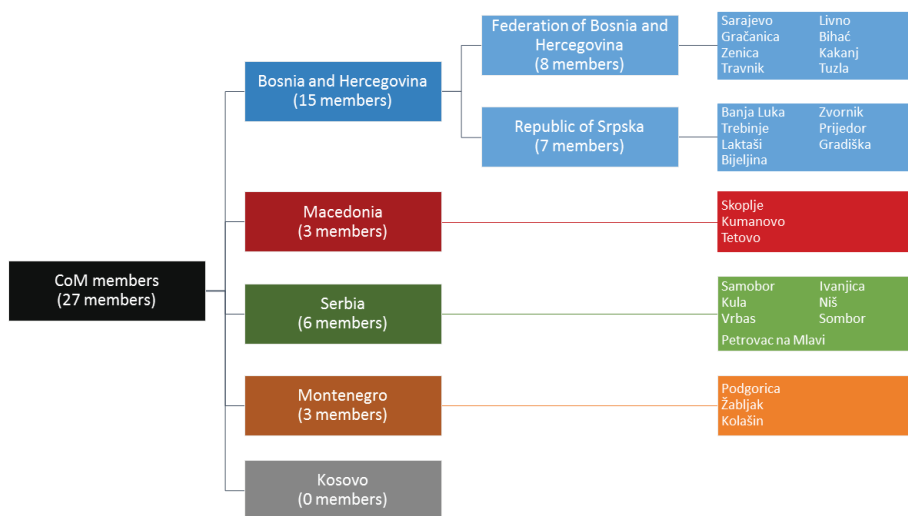 CoM members
(27 members)
Bosnia and Hercegovina
(15 members)
Federation of Bosnia and
Hercegovina
(8 members)
Sarajevo Livno
Gračanica Bihać
Zenica Kakanj
Travnik Tuzla
Republic of Srpska
(7 members)
Banja Luka Zvornik
Trebinje Prijedor
Laktaši Gradiška
Bijeljina
Macedonia
(3 members)
Skoplje
Kumanovo
Tetovo
Serbia
(6 members)
Samobor Ivanjica
Kula Niš
Vrbas Sombor
Petrovac na Mlavi
Montenegro
(3 members)
Podgorica
Žabljak
Kolašin
Kosovo
(0 members)